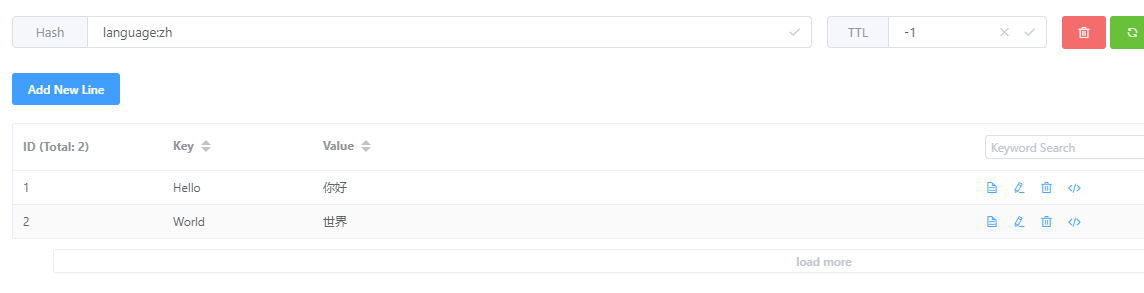 Hash language:zh TTL -1
Add New Line
ID (Total: 2) Key Value Keyword Search
1 Hello 你好
2 World 世界
load more